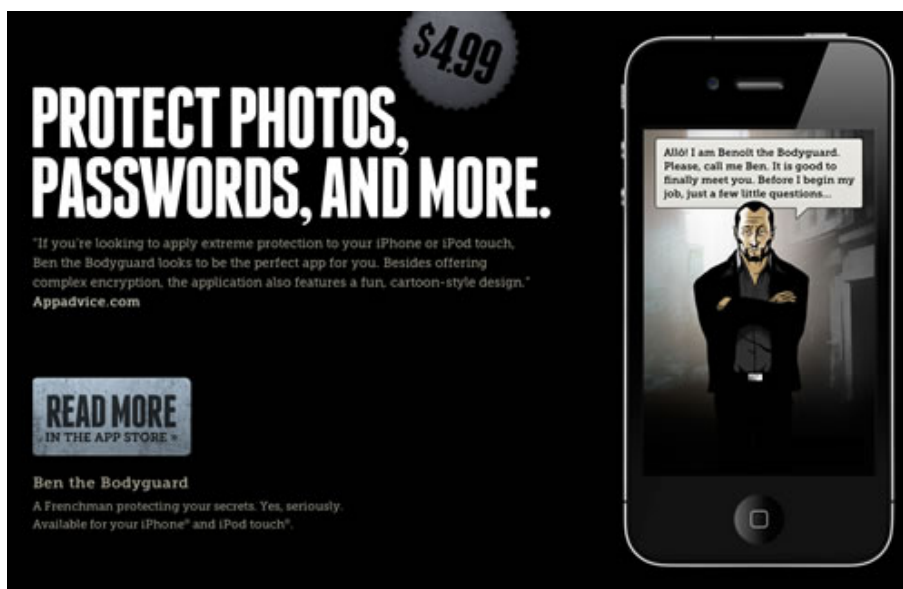 $4.99
PROTECT PHOTOS,
PASSWORDS, AND MORE.
"If you're looking to apply extreme protection to your iPhone or iPod touch,
Ben the Bodyguard looks to be the perfect app for you. Besides offering
complex encryption, the application also features a fun, cartoon-style design."
Appadvice.com
READ MORE
IN THE APP STORE »
Ben the Bodyguard
A Frenchman protecting your secrets. Yes, seriously.
Available for your iPhone® and iPod touch®.
Allô! I am Benoît the Bodyguard.
Please, call me Ben. It is good to
finally meet you. Before I begin my
job, just a few little questions...